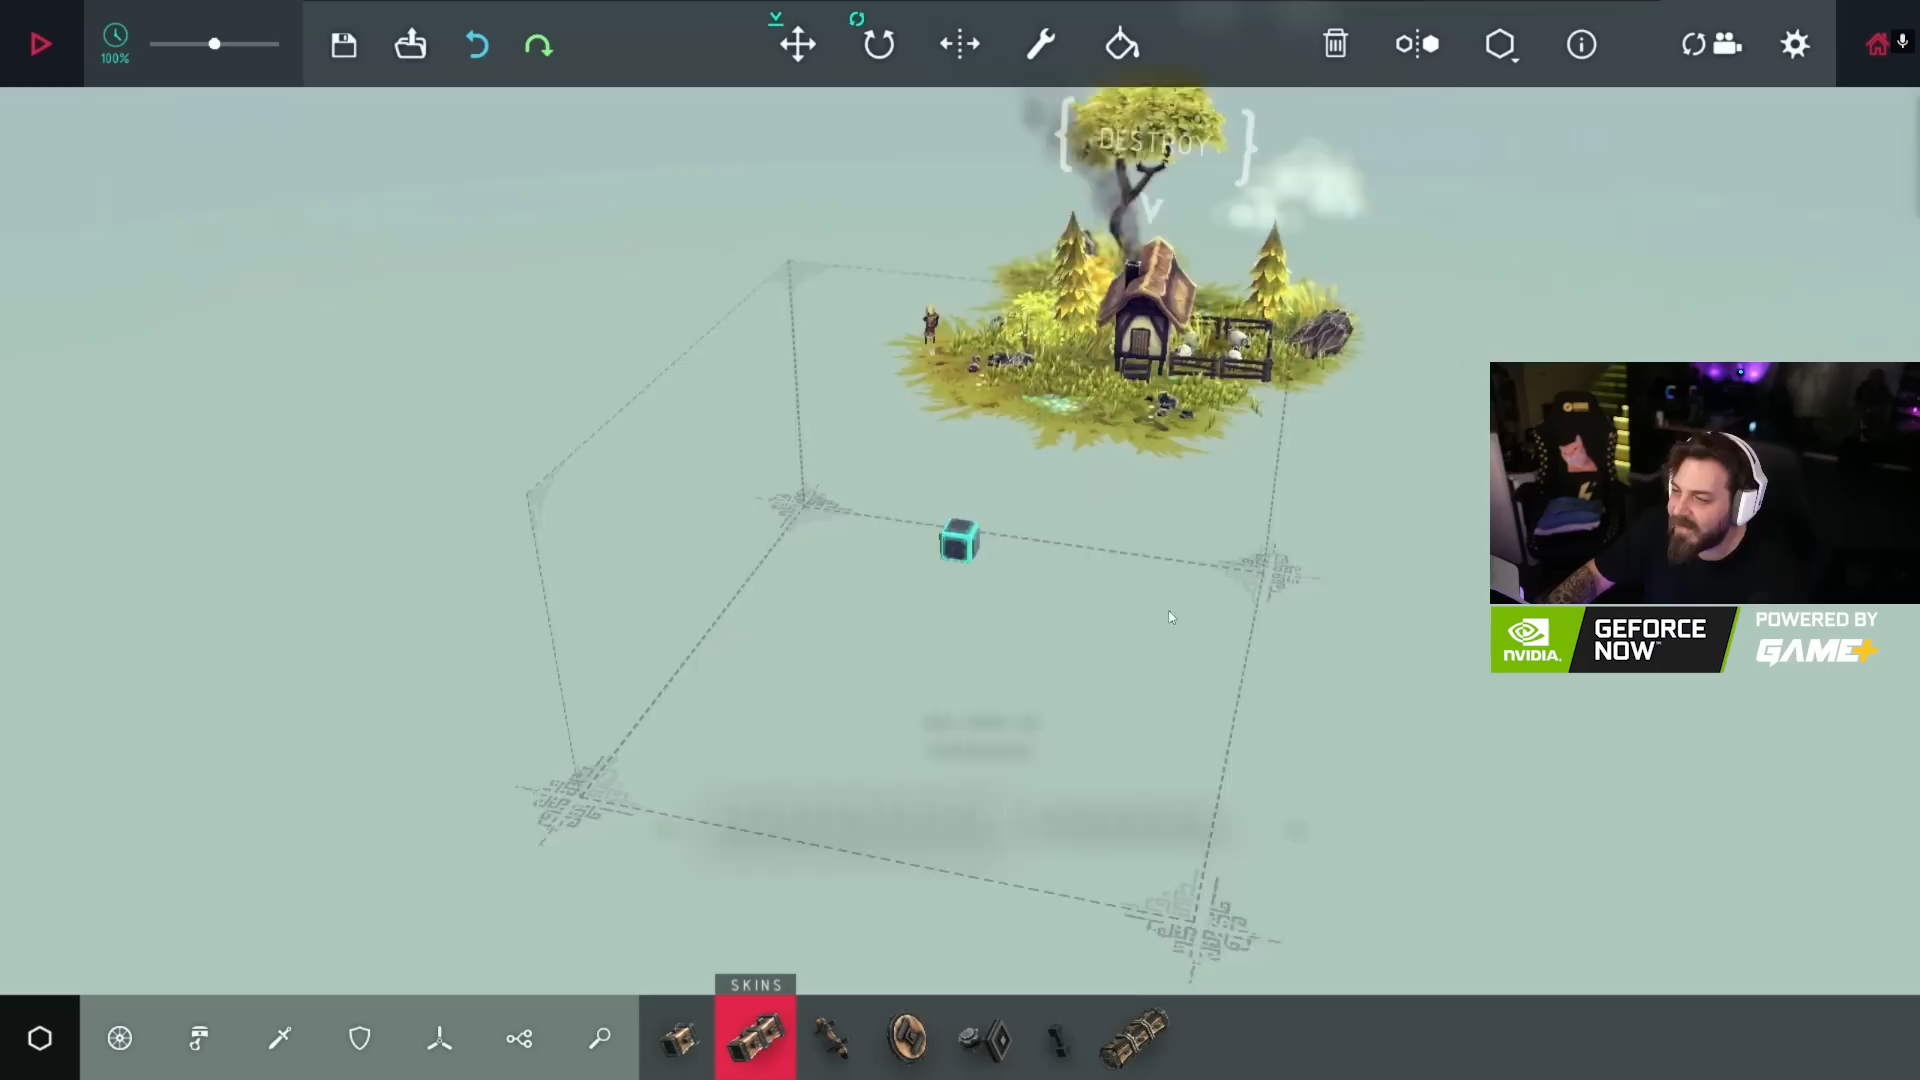 100%
{ DESTROY }
NVIDIA.
GEFORCE
NOW
POWERED BY
GAME+
SKINS